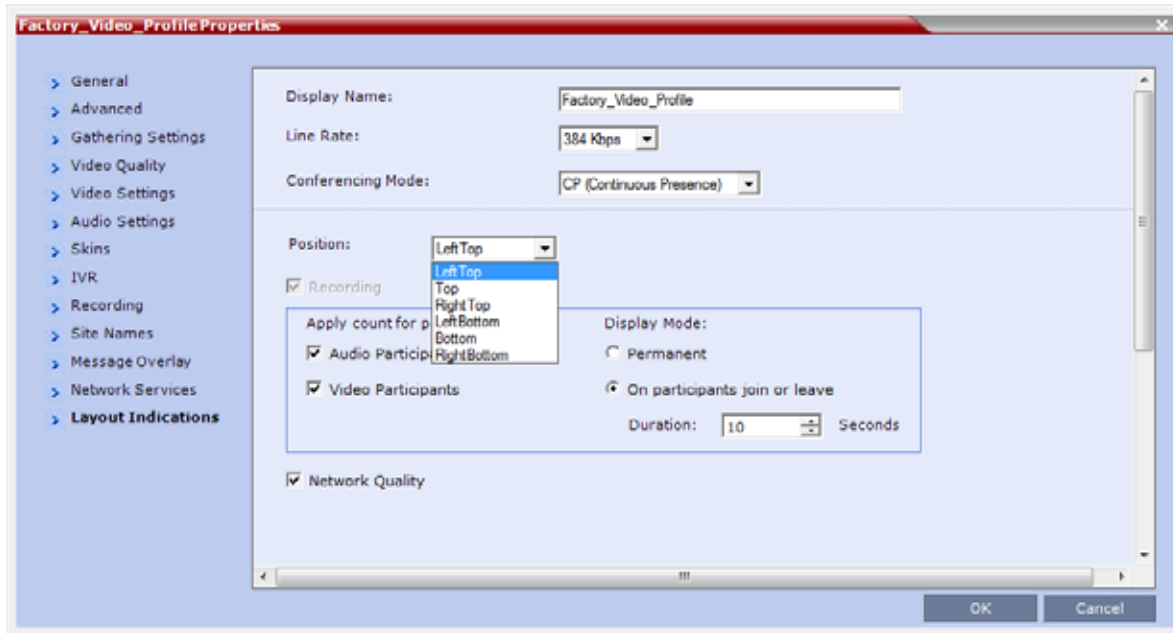 Factory_Video_Profile Properties
General
Advanced
Gathering Settings
Video Quality
Video Settings
Audio Settings
Skins
IVR
Recording
Site Names
Message Overlay
Network Services
Layout Indications
Display Name: Factory_Video_Profile
Line Rate: 384 Kbps
Conferencing Mode: CP (Continuous Presence)
Position: LeftTop
LeftTop
Top
RightTop
LeftBottom
Bottom
RightBottom
Recording
Apply count for p
Display Mode:
Audio Particip
Permanent
Video Participants
On participants join or leave
Duration: 10 Seconds
Network Quality
OK
Cancel